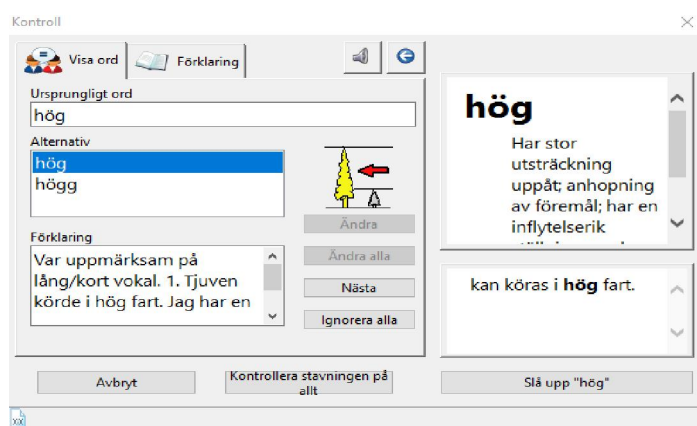 Kontroll
Visa ord
Förklaring
Ursprungligt ord
hög
Alternativ
hög
högg
Ändra
Förklaring
Var uppmärksam på
lång/kort vokal. 1. Tjuven
körde i hög fart. Jag har en
Ändra alla
Nästa
Ignorera alla
Avbryt
Kontrollera stavningen på
allt
hög
Har stor
utsträckning
uppåt; anhopning
av föremål; har en
inflytelserik
kan köras i hög fart.
Slå upp "hög"